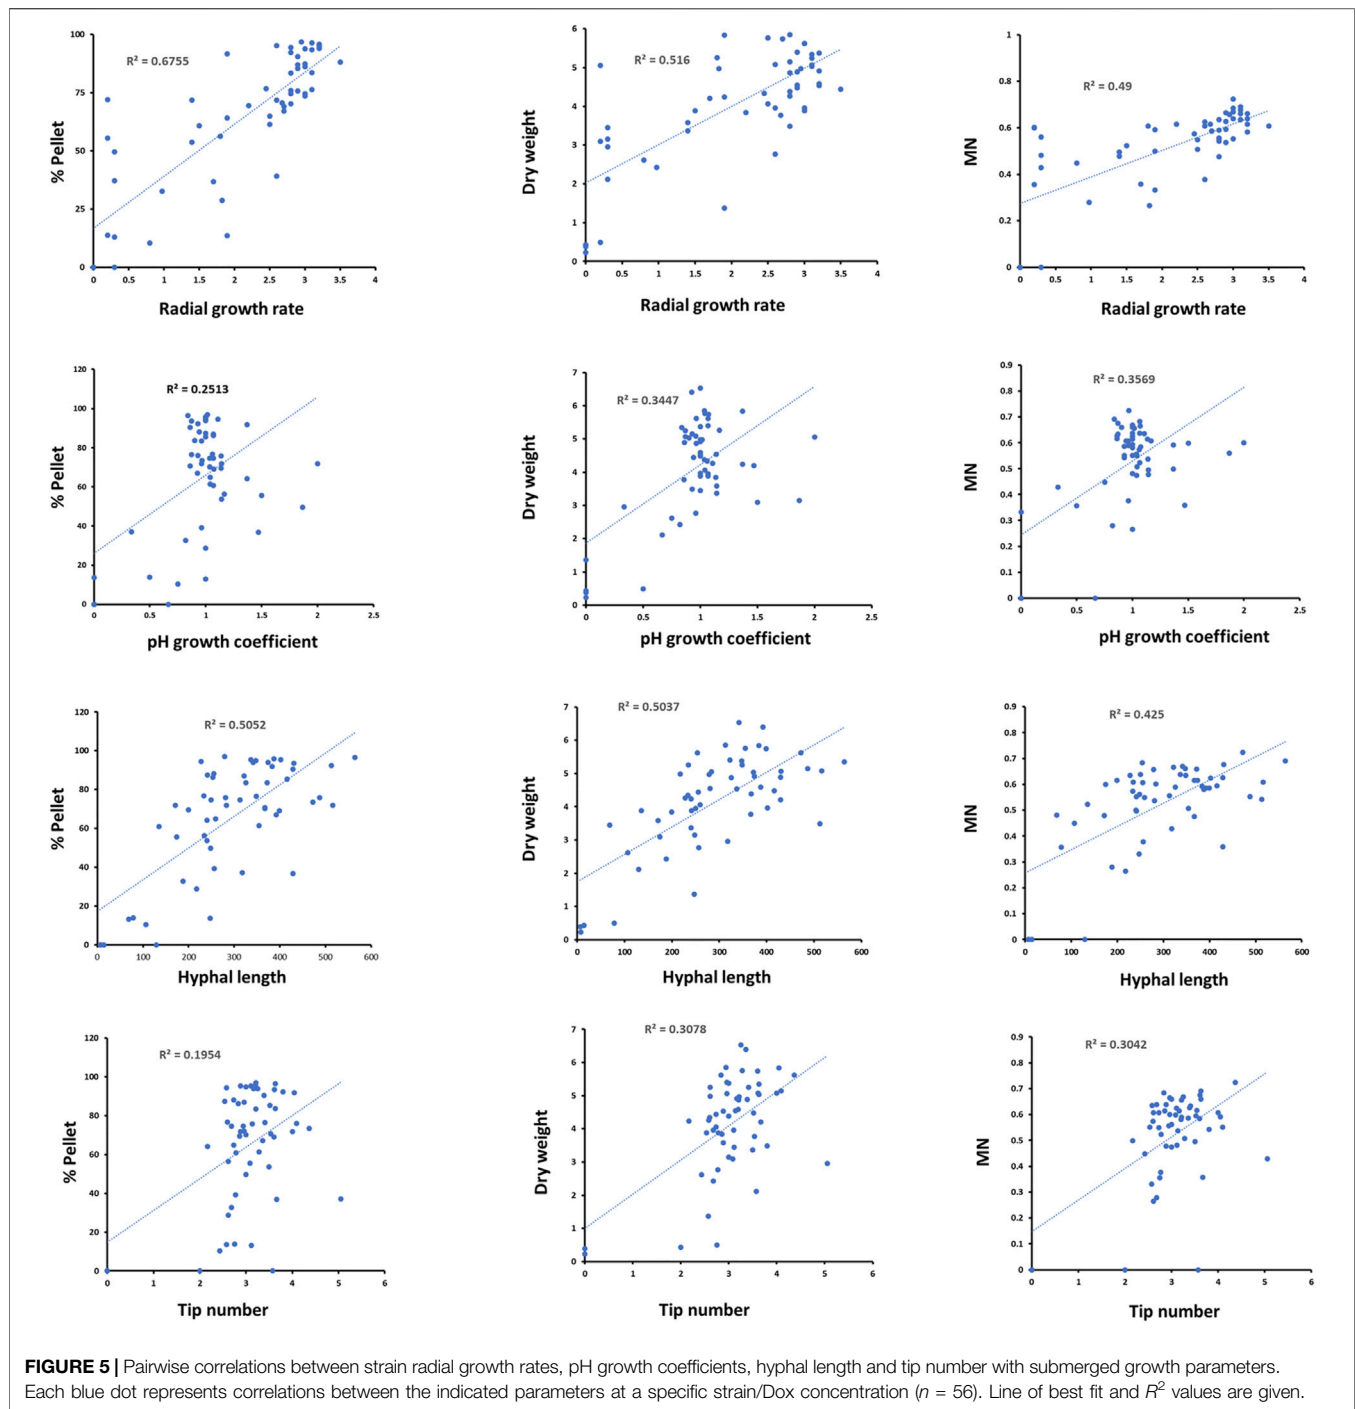 R² = 0.6755
% Pellet
100
75
50
25
0
0 0.5 1 1.5 2 2.5 3 3.5 4
Radial growth rate
R² = 0.516
Dry weight
6
5
4
3
2
1
0
0 0.5 1 1.5 2 2.5 3 3.5 4
Radial growth rate
R² = 0.49
MN
1
0.8
0.6
0.4
0.2
0
0 0.5 1 1.5 2 2.5 3 3.5 4
Radial growth rate
R² = 0.2513
% Pellet
120
100
80
60
40
20
0
0 0.5 1 1.5 2 2.5
pH growth coefficient
R² = 0.3447
Dry weight
7
6
5
4
3
2
1
0
0 0.5 1 1.5 2 2.5
pH growth coefficient
R² = 0.3569
MN
0.9
0.8
0.7
0.6
0.5
0.4
0.3
0.2
0.1
0
0 0.5 1 1.5 2 2.5
pH growth coefficient
R² = 0.5052
% Pellet
120
100
80
60
40
20
0
0 100 200 300 400 500 600
Hyphal length
R² = 0.5037
Dry weight
7
6
5
4
3
2
1
0
0 100 200 300 400 500 600
Hyphal length
R² = 0.425
MN
0.9
0.8
0.7
0.6
0.5
0.4
0.3
0.2
0.1
0
0 100 200 300 400 500 600
Hyphal length
R² = 0.1954
% Pellet
120
100
80
60
40
20
0
0 1 2 3 4 5 6
Tip number
R² = 0.3078
Dry weight
7
6
5
4
3
2
1
0
0 1 2 3 4 5 6
Tip number
R² = 0.3042
MN
0.9
0.8
0.7
0.6
0.5
0.4
0.3
0.2
0.1
0
0 1 2 3 4 5 6
Tip number
FIGURE 5 | Pairwise correlations between strain radial growth rates, pH growth coefficients, hyphal length and tip number with submerged growth parameters.
Each blue dot represents correlations between the indicated parameters at a specific strain/Dox concentration (n = 56). Line of best fit and R² values are given.